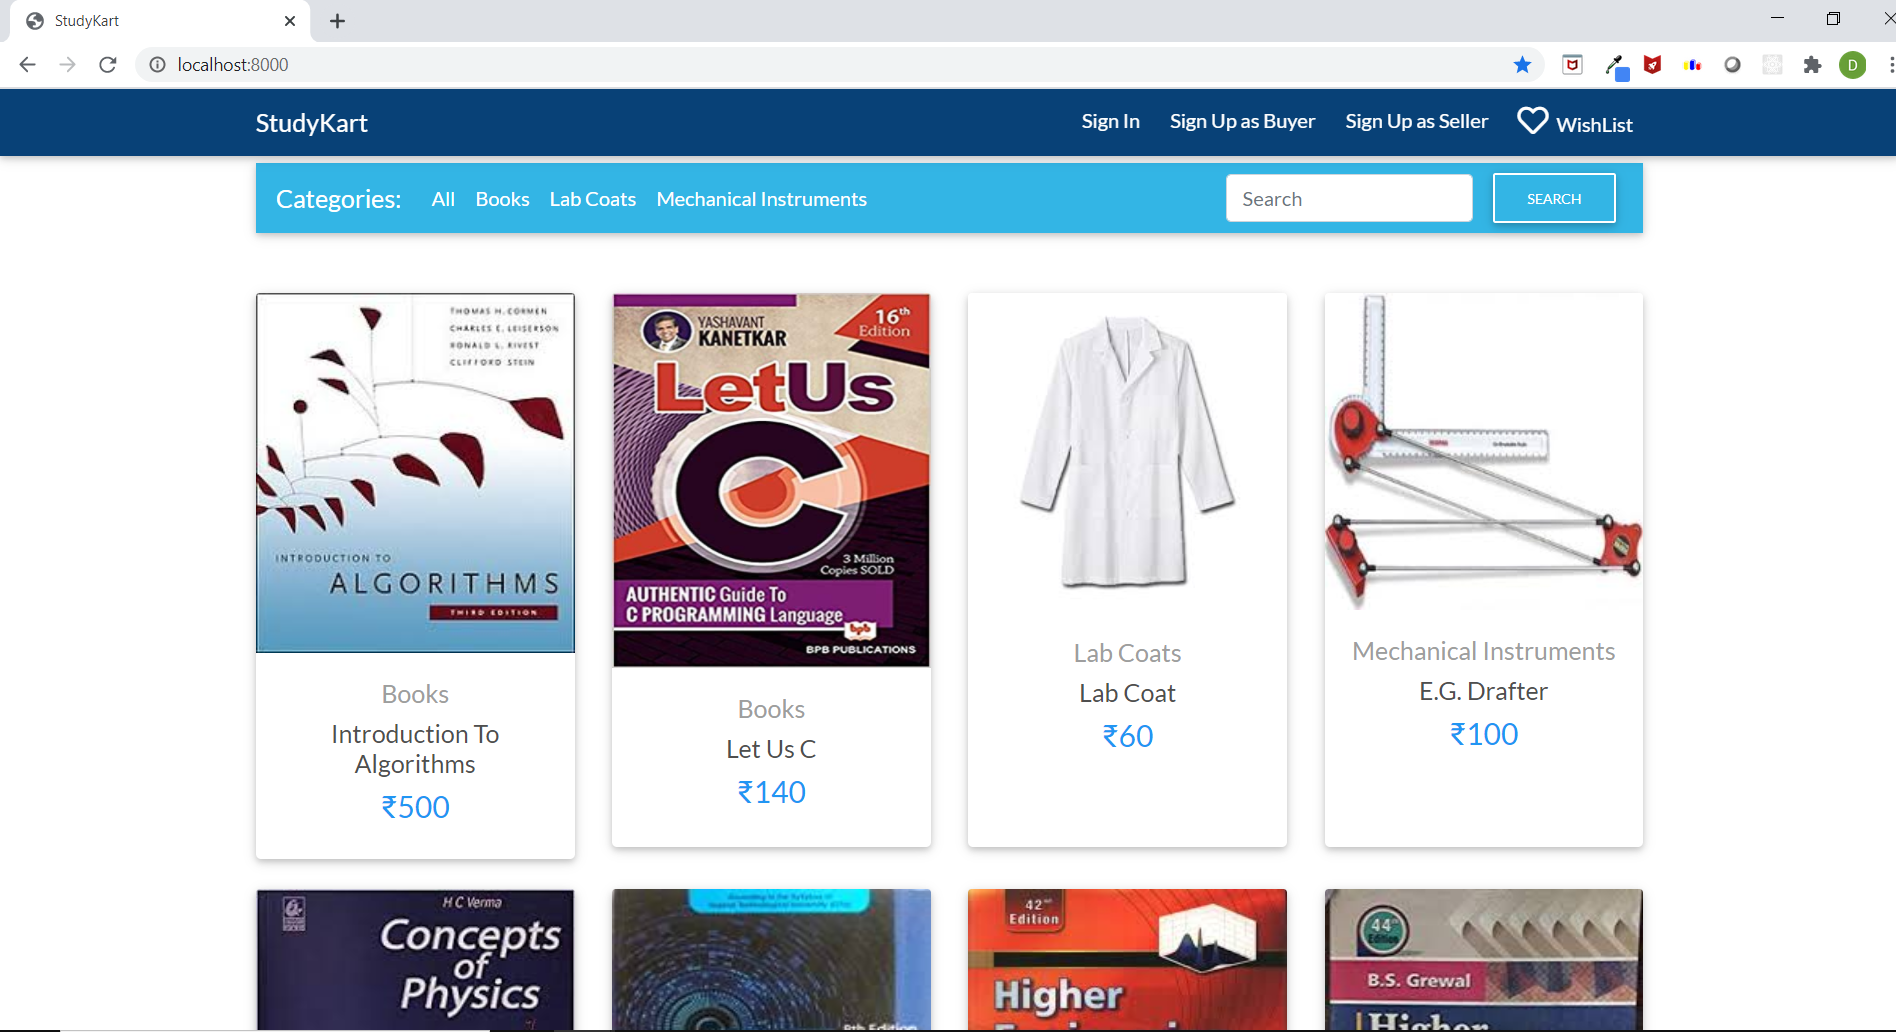 StudyKart
localhost:8000
D
StudyKart
Sign In
Sign Up as Buyer
Sign Up as Seller
WishList
Categories:
All
Books
Lab Coats
Mechanical Instruments
Search
SEARCH
THOMAS H. CORMEN
CHARLES E. LEISERSON
RONALD L. RIVEST
CLIFFORD STEIN
INTRODUCTION TO
ALGORITHMS
THIRD EDITION
Books
Introduction To
Algorithms
₹500
YASHAVANT
KANETKAR
16th
Edition
LetUs
C
3 Million
Copies SOLD
AUTHENTIC Guide To
C PROGRAMMING Language
bpb
BPB PUBLICATIONS
Books
Let Us C
₹140
Lab Coats
Lab Coat
₹60
Mechanical Instruments
E.G. Drafter
₹100
H C Verma
Concepts
of
Physics
8th Edition
42nd
Edition
Higher
44th
Edition
B.S. Grewal
Higher